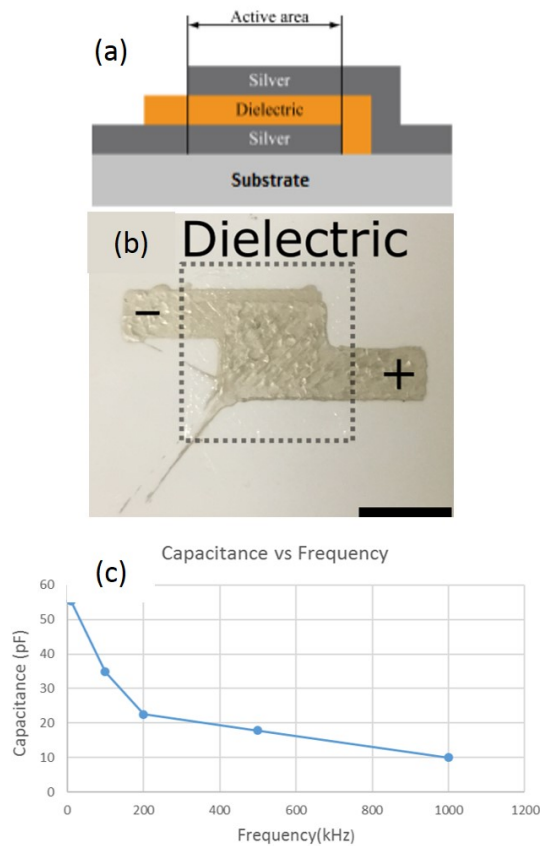 (a)
Active area
Silver
Dielectric
Silver
Substrate
(b)
Dielectric
−
+
Capacitance vs Frequency
(c)
60
50
40
30
20
10
0
Capacitance (pF)
0 200 400 600 800 1000 1200
Frequency(kHz)